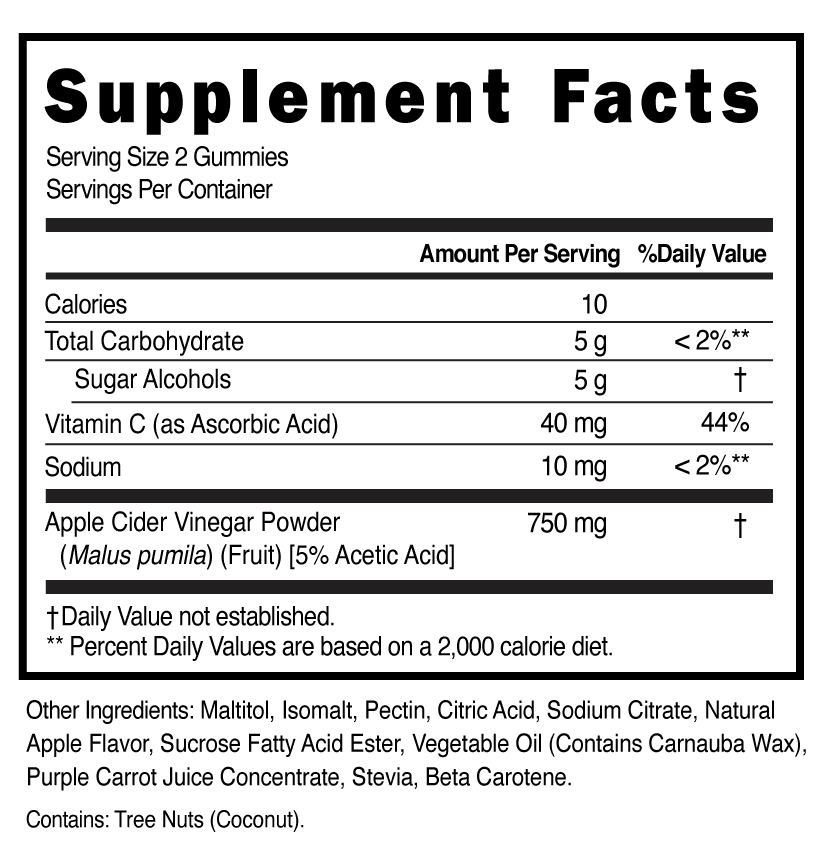 Supplement Facts
Serving Size 2 Gummies
Servings Per Container
Amount Per Serving %Daily Value
Calories 10
Total Carbohydrate 5 g < 2%**
Sugar Alcohols 5 g †
Vitamin C (as Ascorbic Acid) 40 mg 44%
Sodium 10 mg < 2%**
Apple Cider Vinegar Powder 750 mg †
(Malus pumila) (Fruit) [5% Acetic Acid]
†Daily Value not established.
** Percent Daily Values are based on a 2,000 calorie diet.
Other Ingredients: Maltitol, Isomalt, Pectin, Citric Acid, Sodium Citrate, Natural
Apple Flavor, Sucrose Fatty Acid Ester, Vegetable Oil (Contains Carnauba Wax),
Purple Carrot Juice Concentrate, Stevia, Beta Carotene.
Contains: Tree Nuts (Coconut).